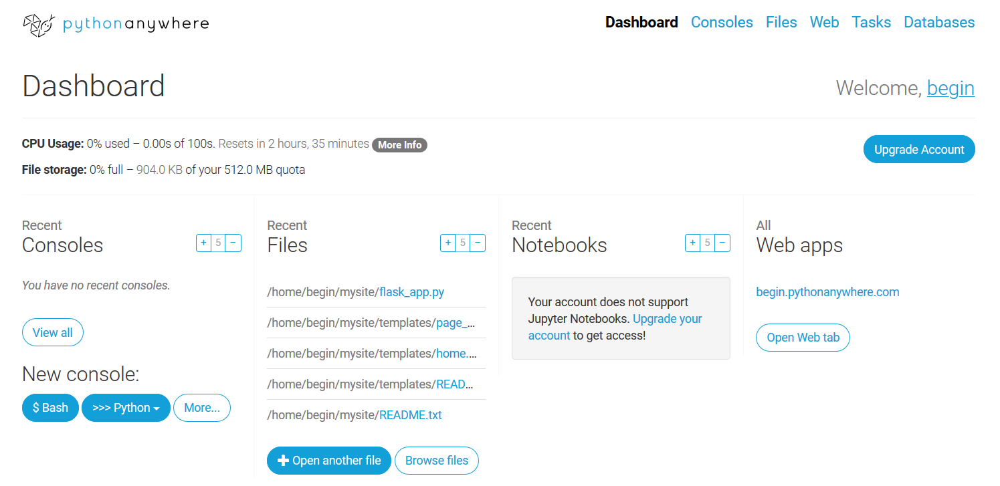 pythonanywhere
Dashboard Consoles Files Web Tasks Databases
Dashboard
Welcome, begin
CPU Usage: 0% used – 0.00s of 100s. Resets in 2 hours, 35 minutes More Info
File storage: 0% full – 904.0 KB of your 512.0 MB quota
Upgrade Account
Recent
Consoles
+ 5 −
You have no recent consoles.
View all
New console:
$ Bash >>> Python More...
Recent
Files
+ 5 −
/home/begin/mysite/flask_app.py
/home/begin/mysite/templates/page_...
/home/begin/mysite/templates/home....
/home/begin/mysite/templates/READ...
/home/begin/mysite/README.txt
Open another file Browse files
Recent
Notebooks
+ 5 −
Your account does not support
Jupyter Notebooks. Upgrade your
account to get access!
All
Web apps
begin.pythonanywhere.com
Open Web tab